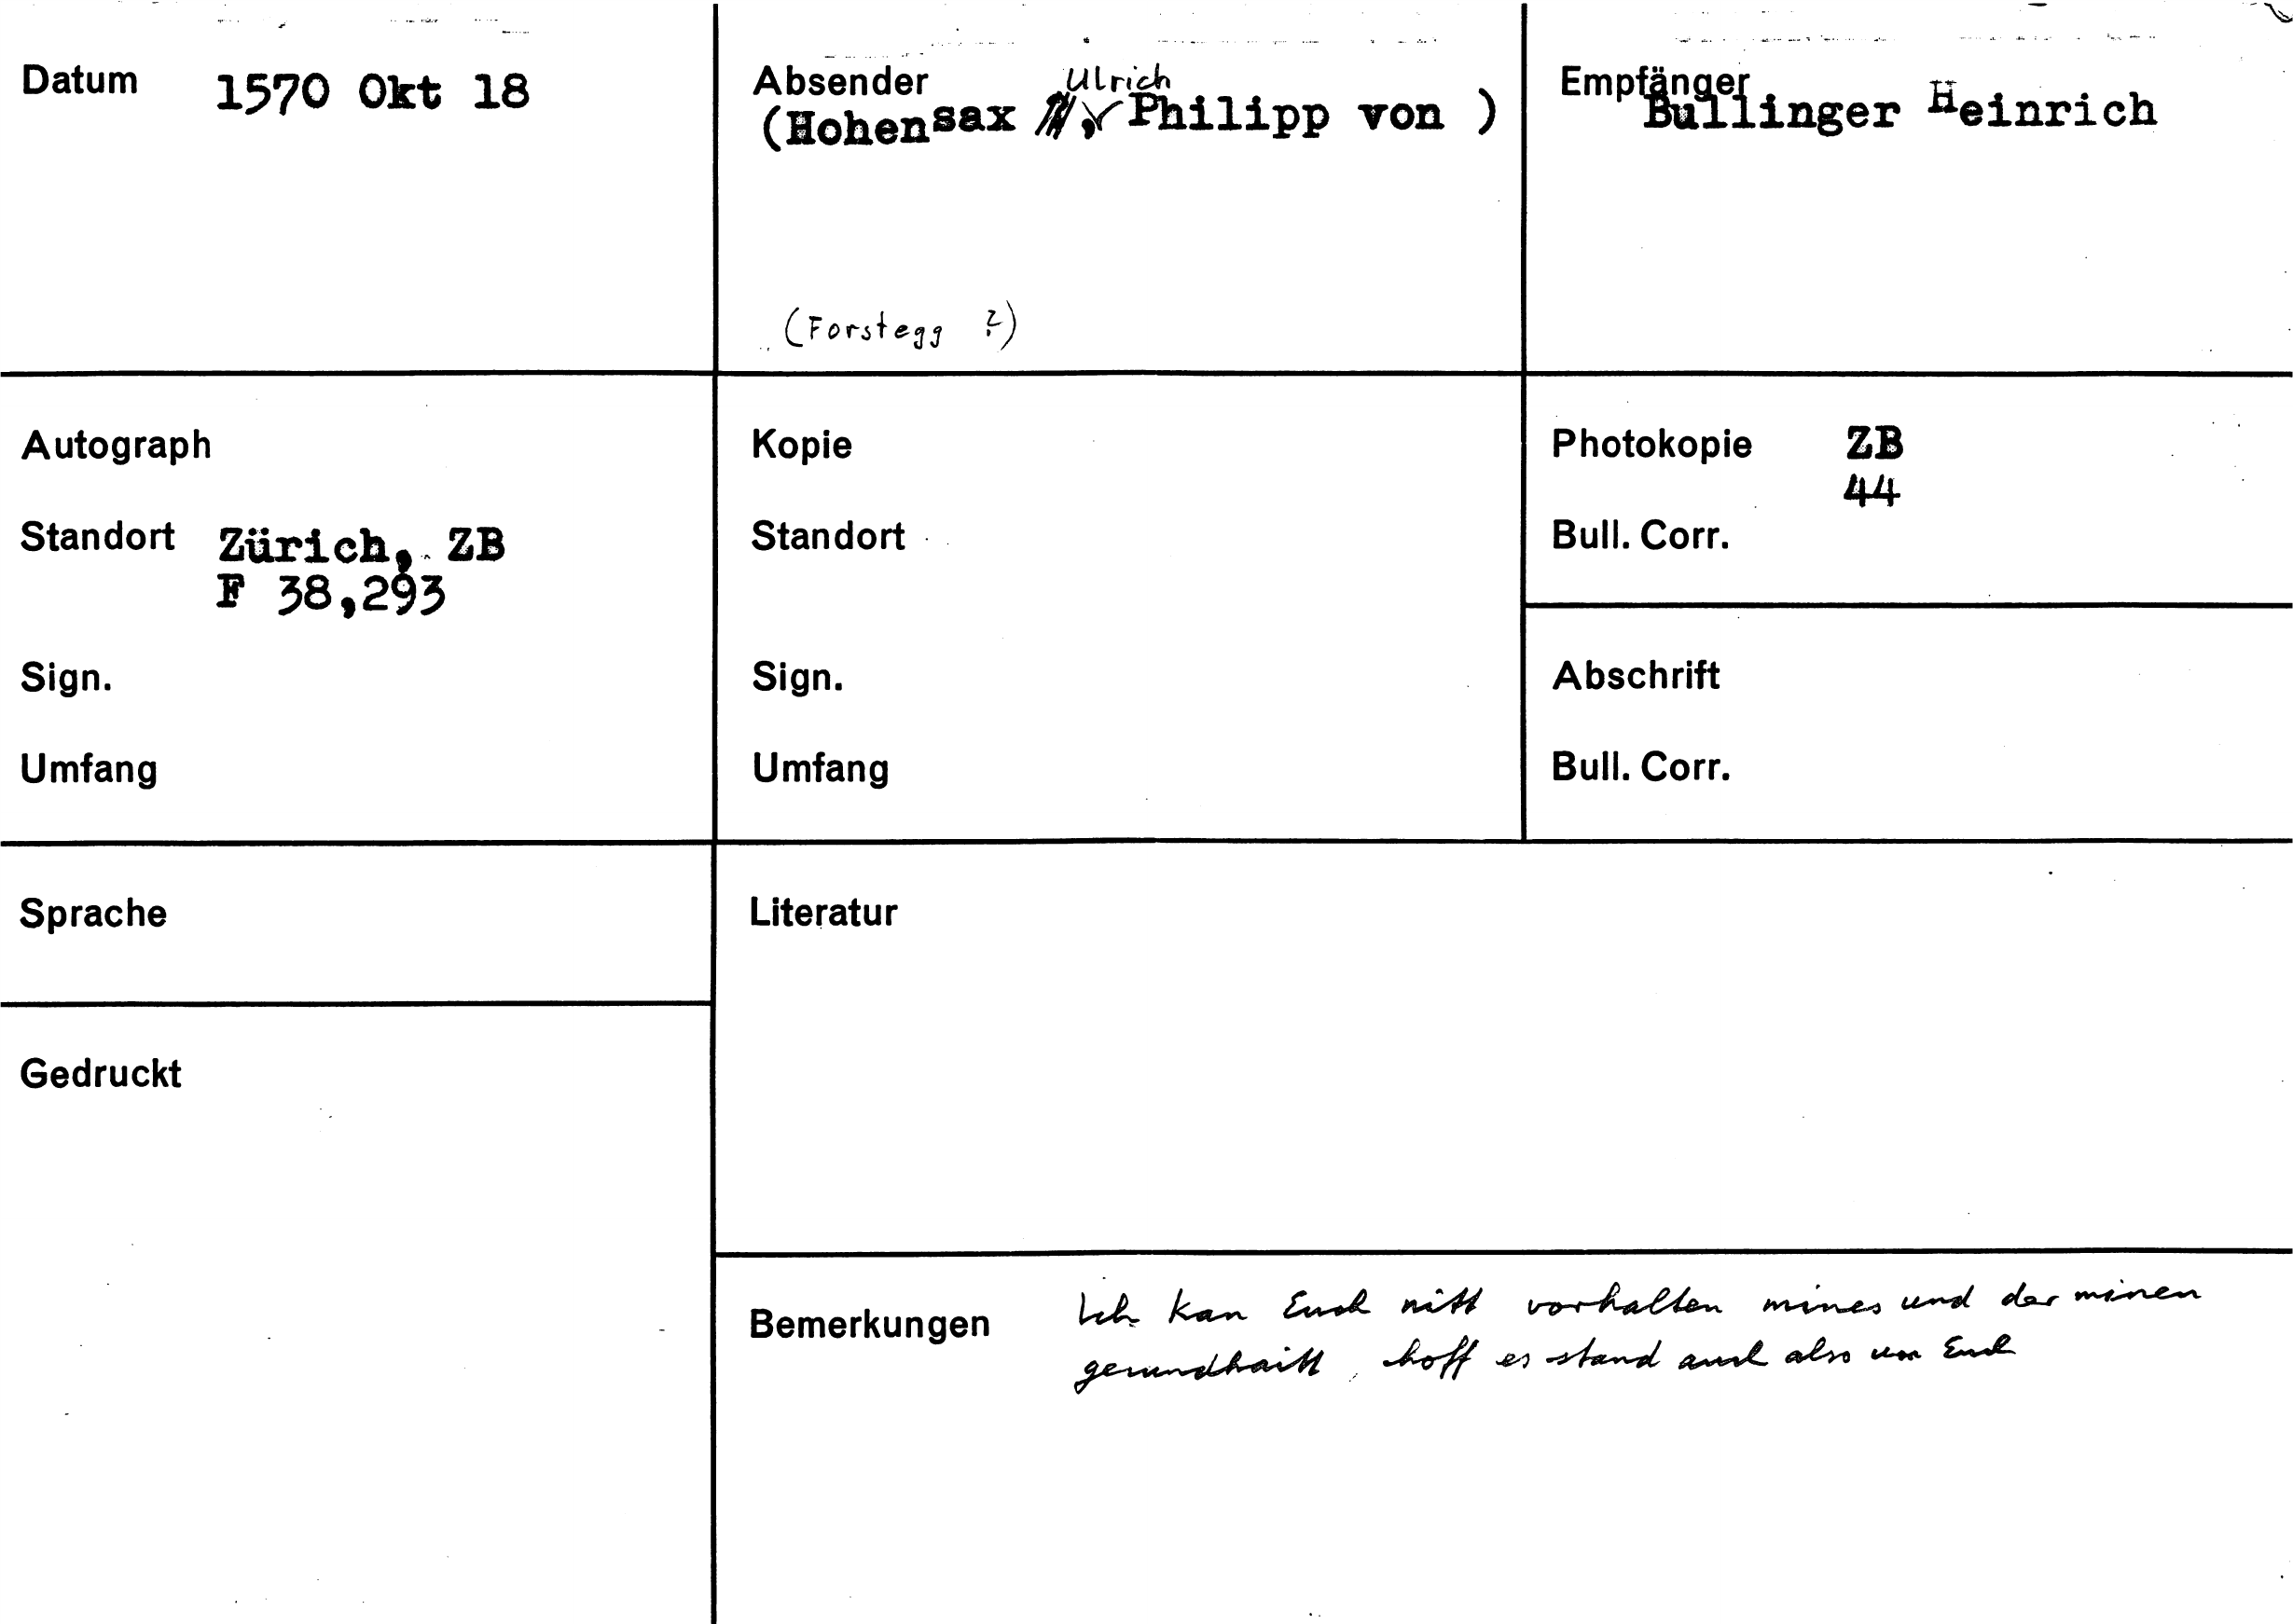 Datum 1570 Okt 18
Absender
(Hohensax , Ulrich Philipp von )
(Forstegg ?)
Empfänger
Bullinger Heinrich
Autograph
Standort Zürich, ZB
F 38,293
Sign.
Umfang
Kopie
Standort
Sign.
Umfang
Photokopie ZB
44
Bull. Corr.
Abschrift
Bull. Corr.
Sprache
Gedruckt
Literatur
Bemerkungen Ich kan Euch nitt vorhalten mines und der minen
gesundhaitt, hoff es stand auch also um Euch